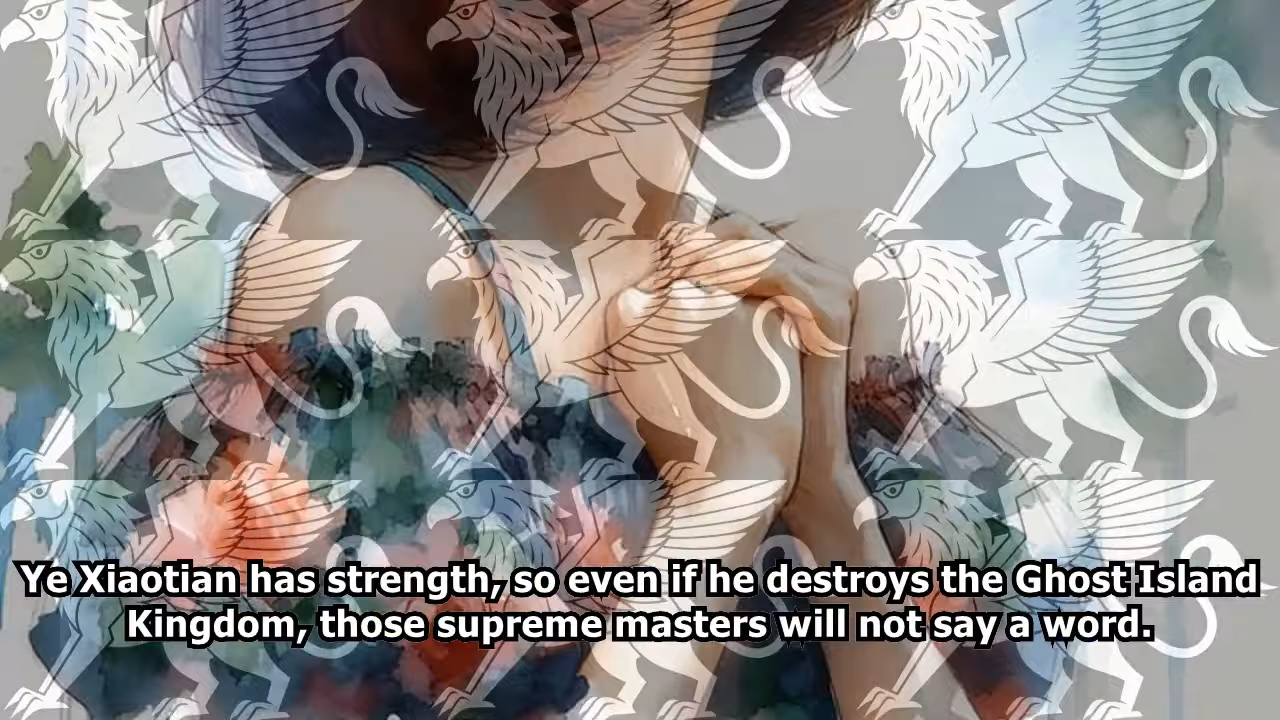 Ye Xiaotian has strength, so even if he destroys the Ghost Island
Kingdom, those supreme masters will not say a word.